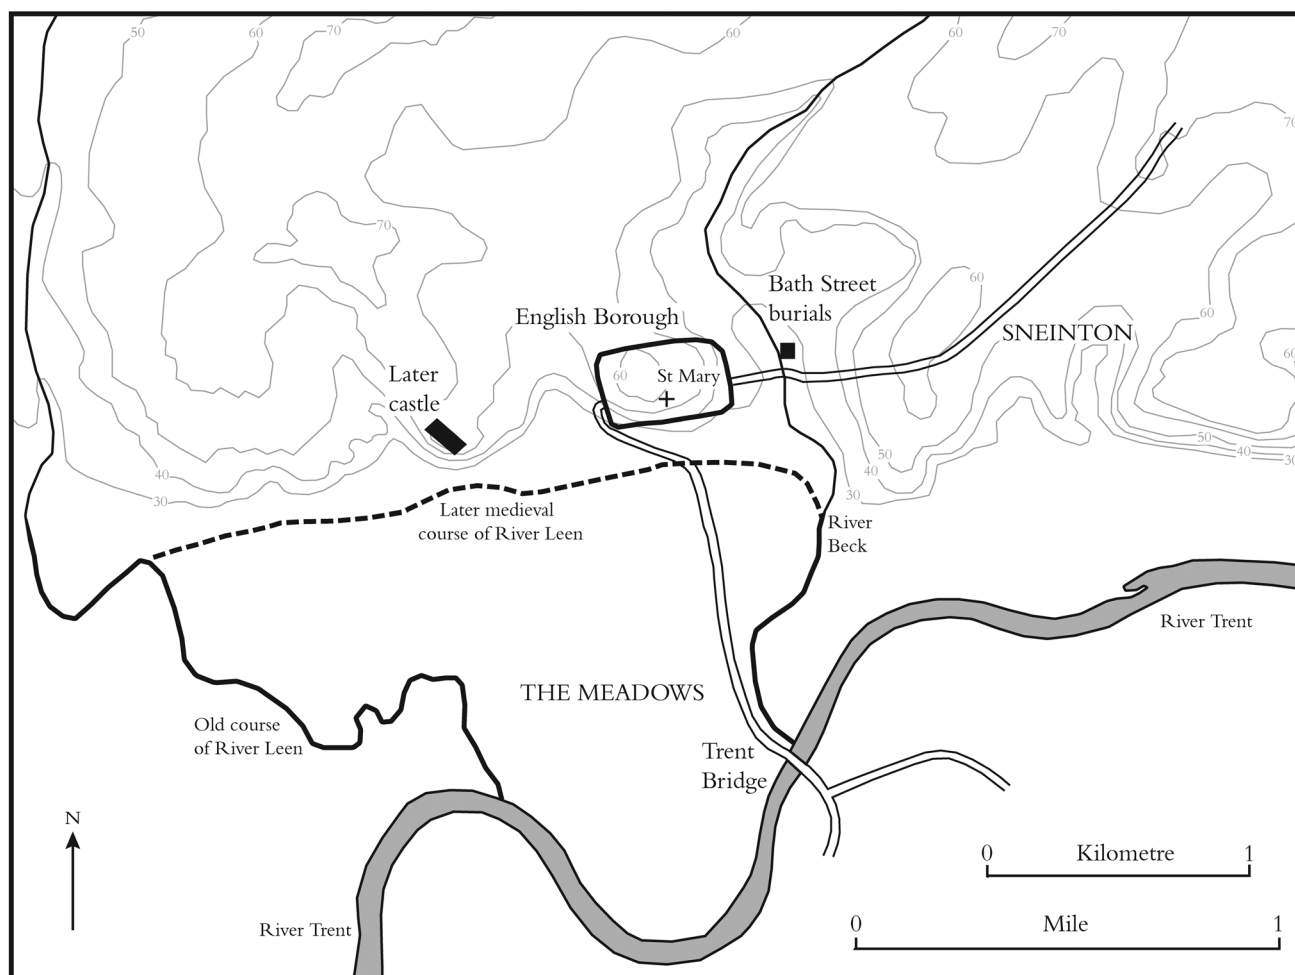 50
60
70
60
60
70
70
70
60
60
60
Bath Street
burials
English Borough
SNEINTON
Later
castle
60
St Mary
40
30
50
40
30
50
40
30
Later medieval
course of River Leen
River
Beck
River Trent
THE MEADOWS
Old course
of River Leen
Trent
Bridge
N
0 Kilometre 1
0 Mile 1
River Trent